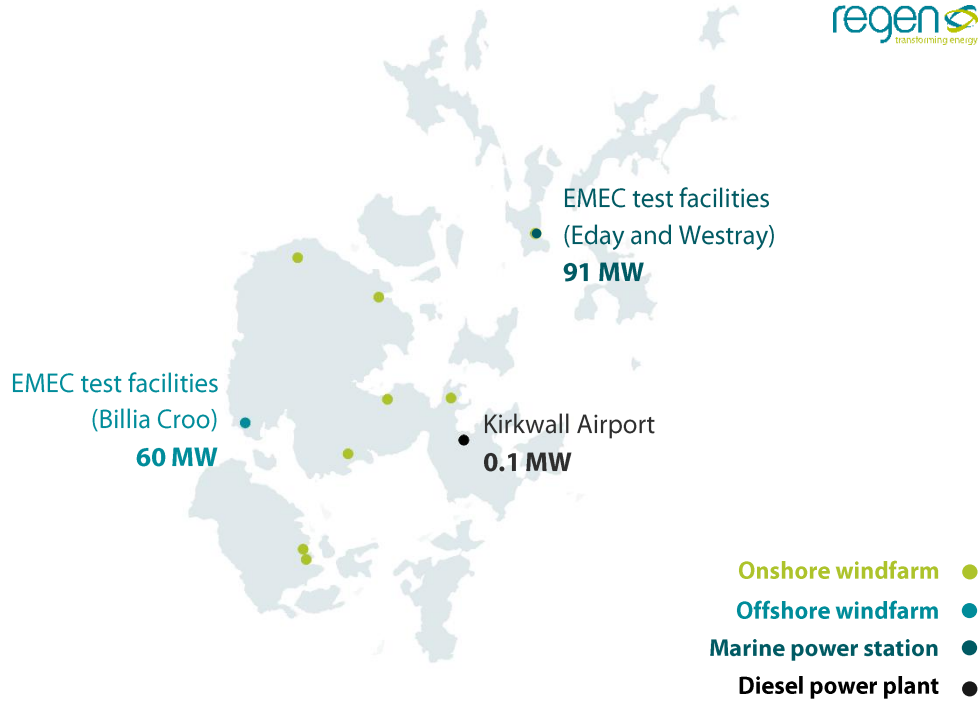 regen
transforming energy
EMEC test facilities
(Eday and Westray)
91 MW
EMEC test facilities
(Billia Croo)
60 MW
Kirkwall Airport
0.1 MW
Onshore windfarm
Offshore windfarm
Marine power station
Diesel power plant